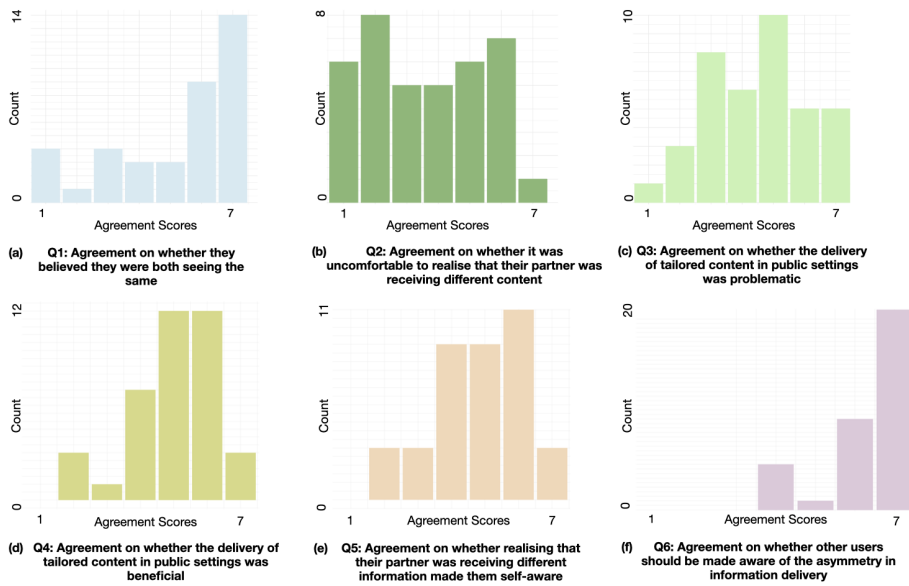 14
Count
0
1
7
Agreement Scores
(a) Q1: Agreement on whether they
believed they were both seeing the
same
8
Count
0
1
7
Agreement Scores
(b) Q2: Agreement on whether it was
uncomfortable to realise that their partner was
receiving different content
10
Count
0
1
7
Agreement Scores
(c) Q3: Agreement on whether the delivery
of tailored content in public settings
was problematic
12
Count
0
1
Agreement Scores
7
(d) Q4: Agreement on whether the delivery of
tailored content in public settings was
beneficial
11
Count
0
1
Agreement Scores
7
(e) Q5: Agreement on whether realising that
their partner was receiving different
information made them self-aware
20
Count
0
1
Agreement Scores
7
(f) Q6: Agreement on whether other users
should be made aware of the asymmetry in
information delivery